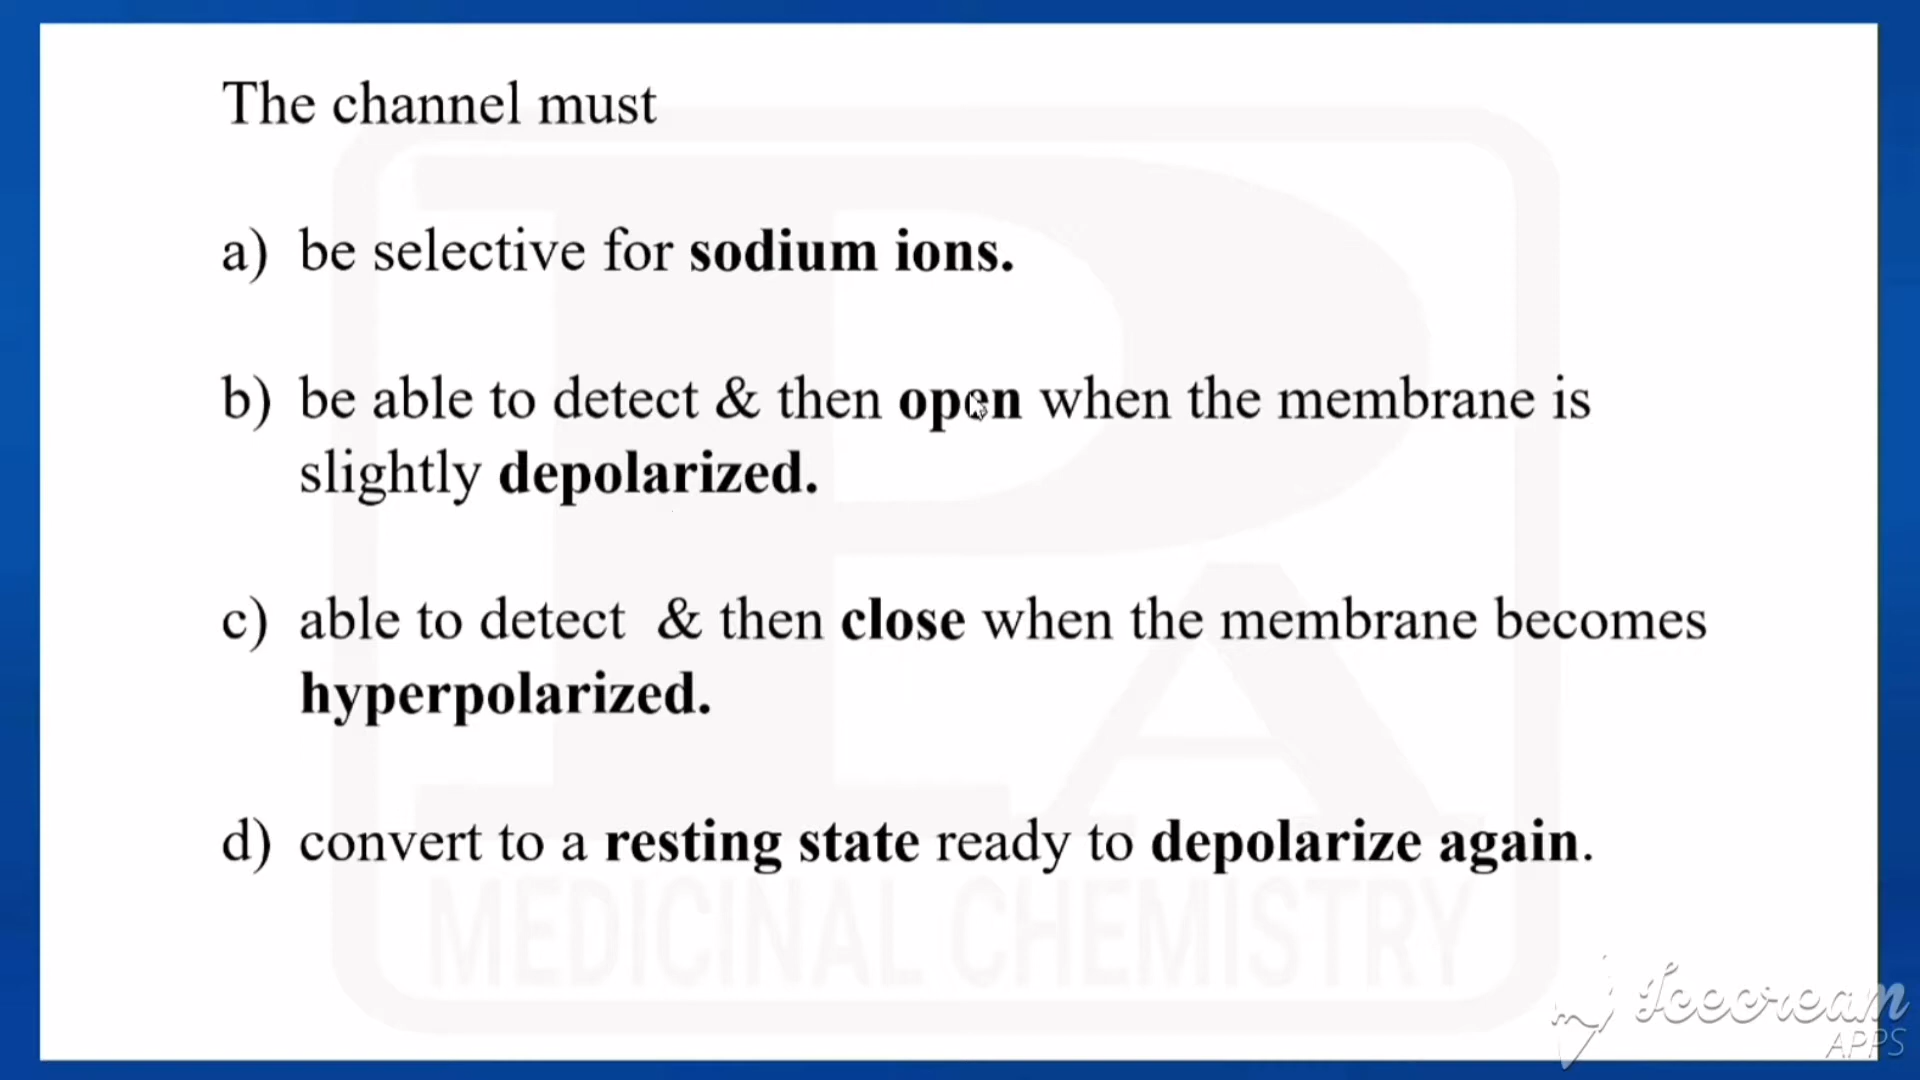 The channel must
a) be selective for sodium ions.
b) be able to detect & then open when the membrane is
slightly depolarized.
c) able to detect & then close when the membrane becomes
hyperpolarized.
d) convert to a resting state ready to depolarize again.
PA
MEDICINAL CHEMISTRY
Icecream
APPS